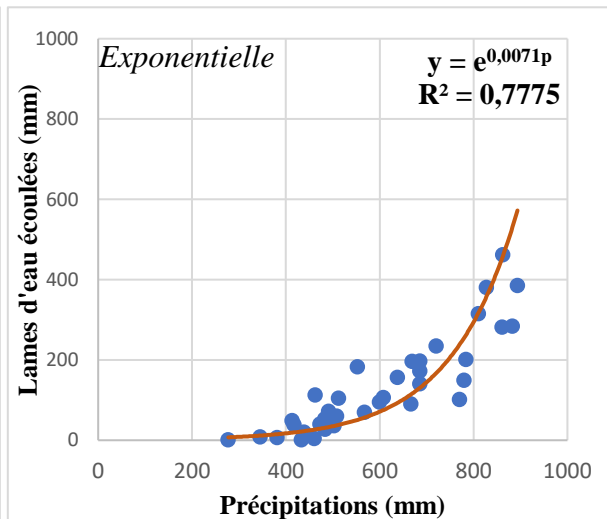 Exponentielle
y = e^0,0071p
R² = 0,7775
Lames d'eau écoulées (mm)
1000
800
600
400
200
0
0 200 400 600 800 1000
Précipitations (mm)